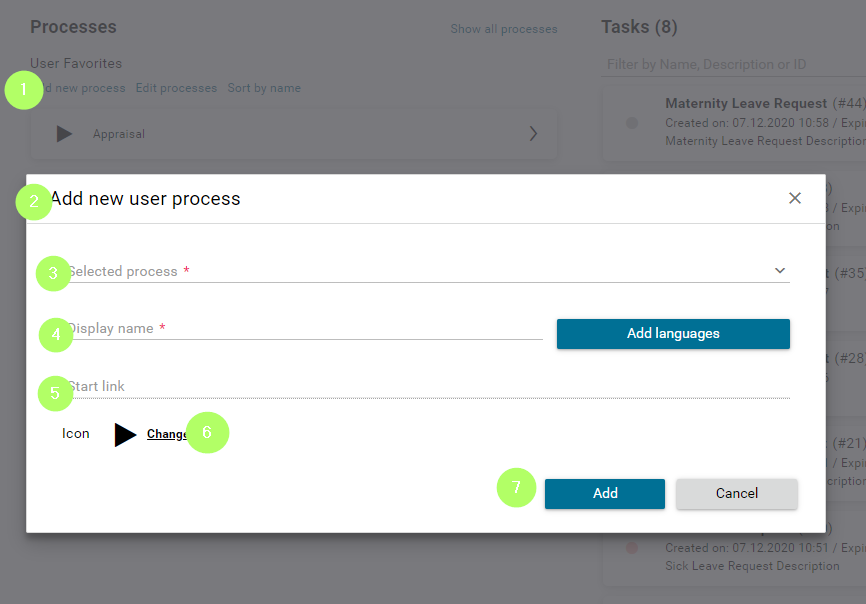 Processes
Show all processes
Tasks (8)
User Favorites
Filter by Name, Description or ID
1
d new process
Edit processes
Sort by name
Maternity Leave Request (#44)
Created on: 07.12.2020 10:58 / Expi
Maternity Leave Request Description
Appraisal
2
Add new user process
3
Selected process *
4
Display name *
Add languages
5
Start link
Icon
Change
6
7
Add
Cancel
(#35)
(#28)
(#21)
Created on: 07.12.2020 10:51 / Expi
Sick Leave Request Description